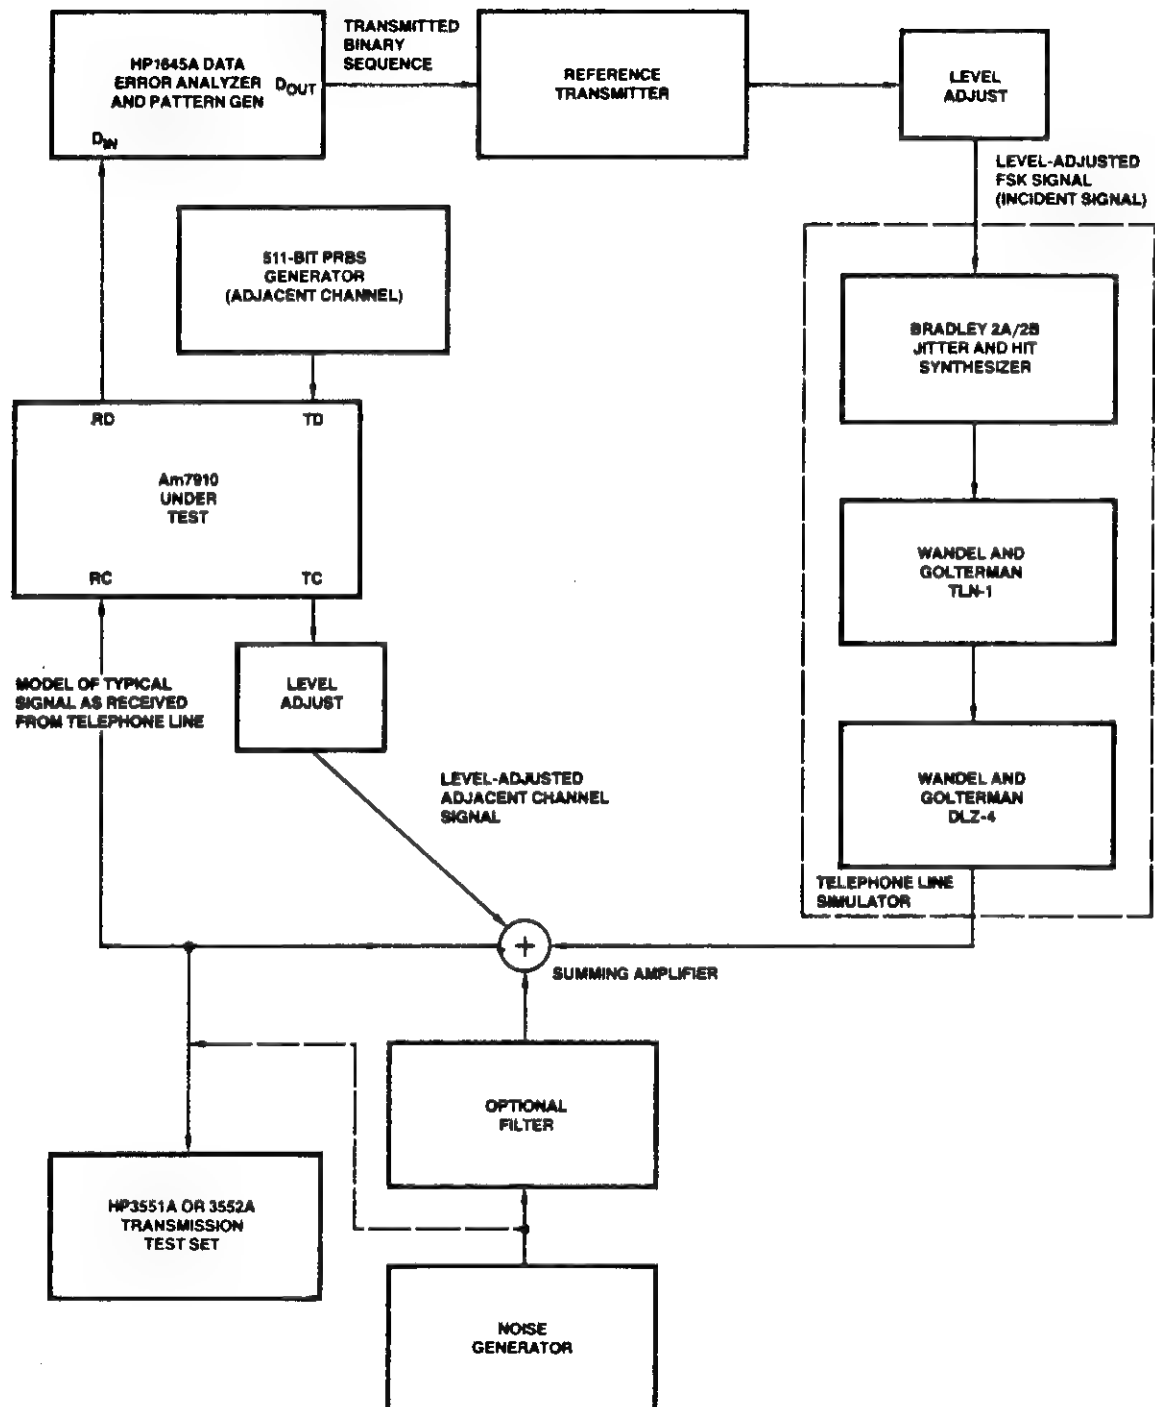 HP1645A DATA
ERROR ANALYZER
AND PATTERN GEN
DOUT
DIN
TRANSMITTED
BINARY
SEQUENCE
REFERENCE
TRANSMITTER
LEVEL
ADJUST
LEVEL-ADJUSTED
FSK SIGNAL
(INCIDENT SIGNAL)
511-BIT PRBS
GENERATOR
(ADJACENT CHANNEL)
BRADLEY 2A/2B
JITTER AND HIT
SYNTHESIZER
RD
TD
Am7910
UNDER
TEST
RC
TC
WANDEL AND
GOLTERMAN
TLN-1
MODEL OF TYPICAL
SIGNAL AS RECEIVED
FROM TELEPHONE LINE
LEVEL
ADJUST
LEVEL-ADJUSTED
ADJACENT CHANNEL
SIGNAL
WANDEL AND
GOLTERMAN
DLZ-4
TELEPHONE LINE
SIMULATOR
+
SUMMING AMPLIFIER
OPTIONAL
FILTER
HP3551A OR 3552A
TRANSMISSION
TEST SET
NOISE
GENERATOR